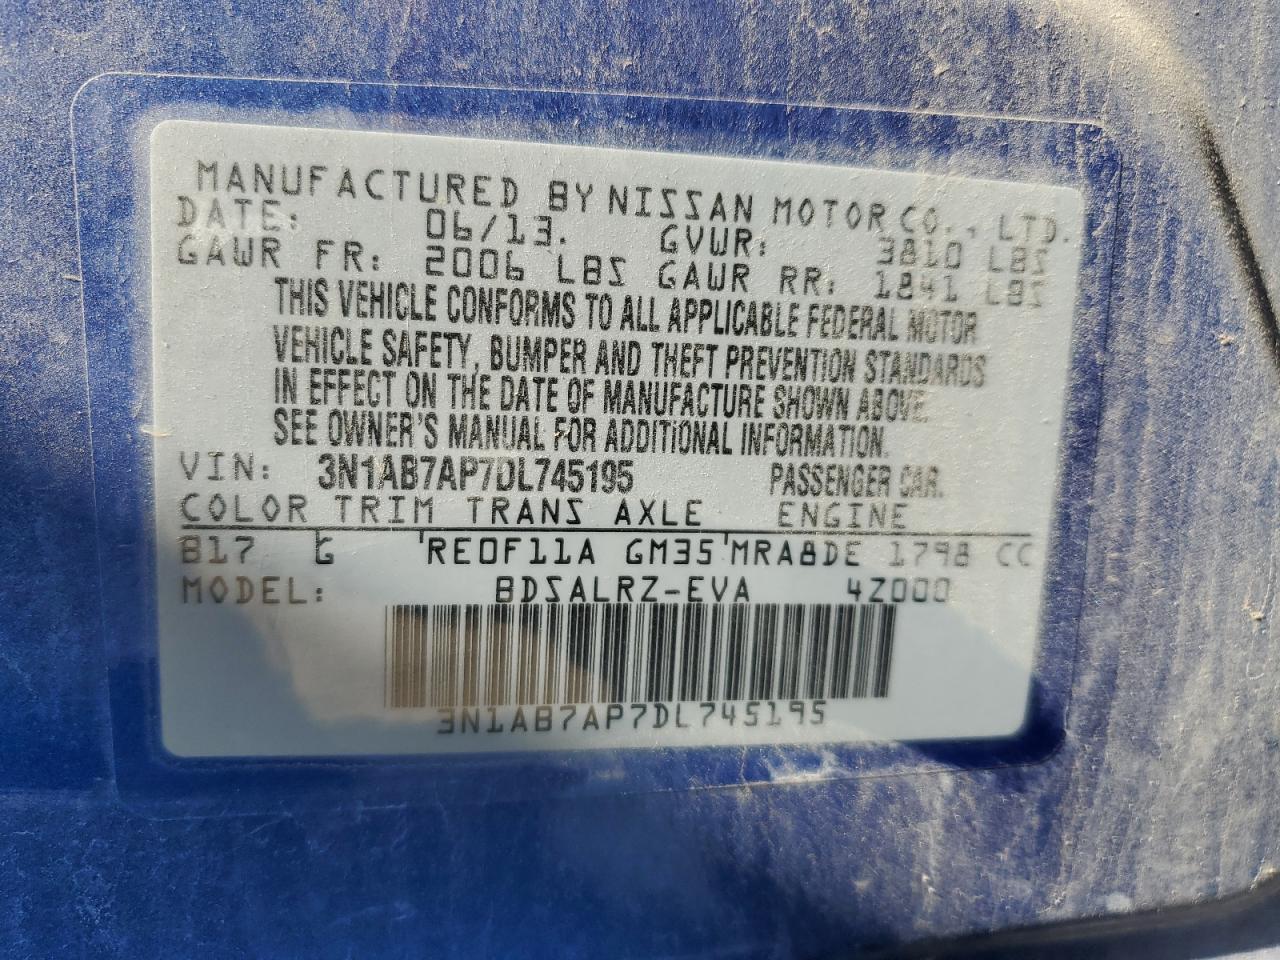 MANUFACTURED BY NISSAN MOTOR CO., LTD.
DATE: 06/13. GVWR: 3810 LBS
GAWR FR: 2006 LBS GAWR RR: 1841 LBS
THIS VEHICLE CONFORMS TO ALL APPLICABLE FEDERAL MOTOR
VEHICLE SAFETY, BUMPER AND THEFT PREVENTION STANDARDS
IN EFFECT ON THE DATE OF MANUFACTURE SHOWN ABOVE.
SEE OWNER'S MANUAL FOR ADDITIONAL INFORMATION.
VIN: 3N1AB7AP7DL745195 PASSENGER CAR.
COLOR TRIM TRANS AXLE ENGINE
B17 G 'RE0F11A GM35'MRA8DE 1798 CC
MODEL: BDSALRZ-EVA 4Z000
3N1AB7AP7DL745195